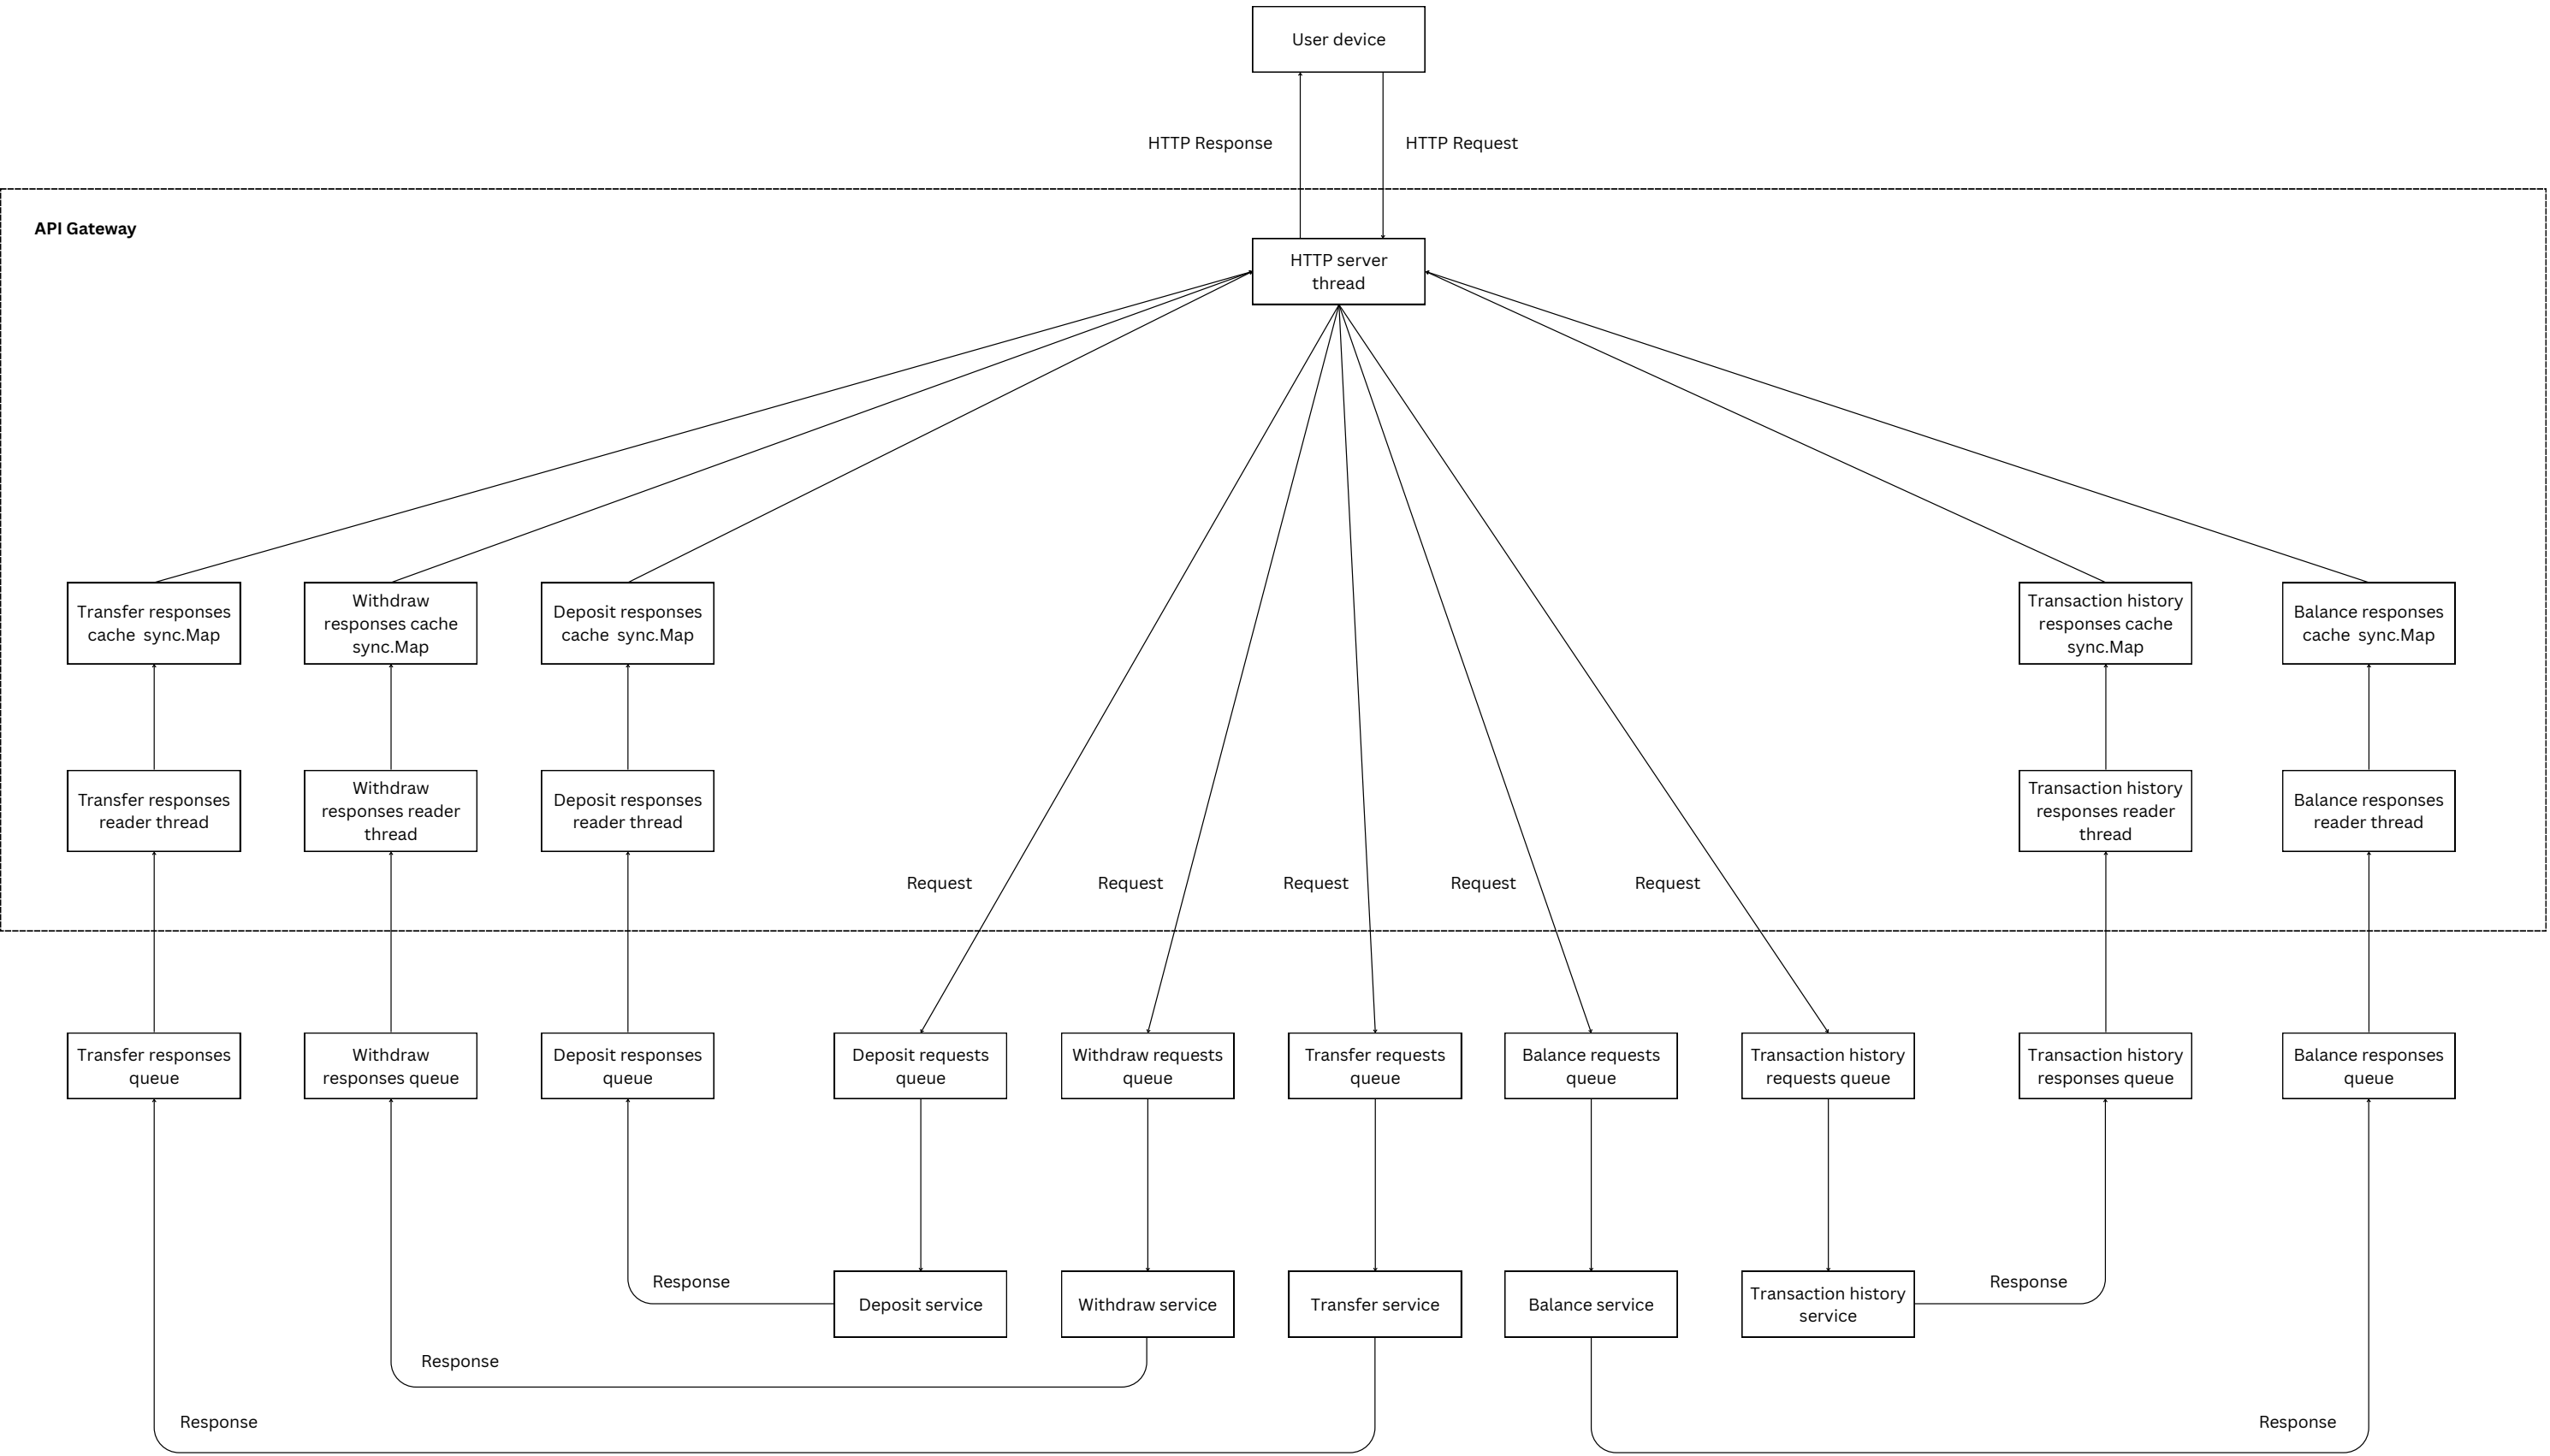 User device
HTTP Response
HTTP Request
API Gateway
HTTP server
thread
Transfer responses
cache  sync.Map
Withdraw
responses cache
sync.Map
Deposit responses
cache  sync.Map
Transaction history
responses cache
sync.Map
Balance responses
cache  sync.Map
Transfer responses
reader thread
Withdraw
responses reader
thread
Deposit responses
reader thread
Transaction history
responses reader
thread
Balance responses
reader thread
Request
Request
Request
Request
Request
Transfer responses
queue
Withdraw
responses queue
Deposit responses
queue
Deposit requests
queue
Withdraw requests
queue
Transfer requests
queue
Balance requests
queue
Transaction history
requests queue
Transaction history
responses queue
Balance responses
queue
Response
Deposit service
Withdraw service
Transfer service
Balance service
Transaction history
service
Response
Response
Response
Response